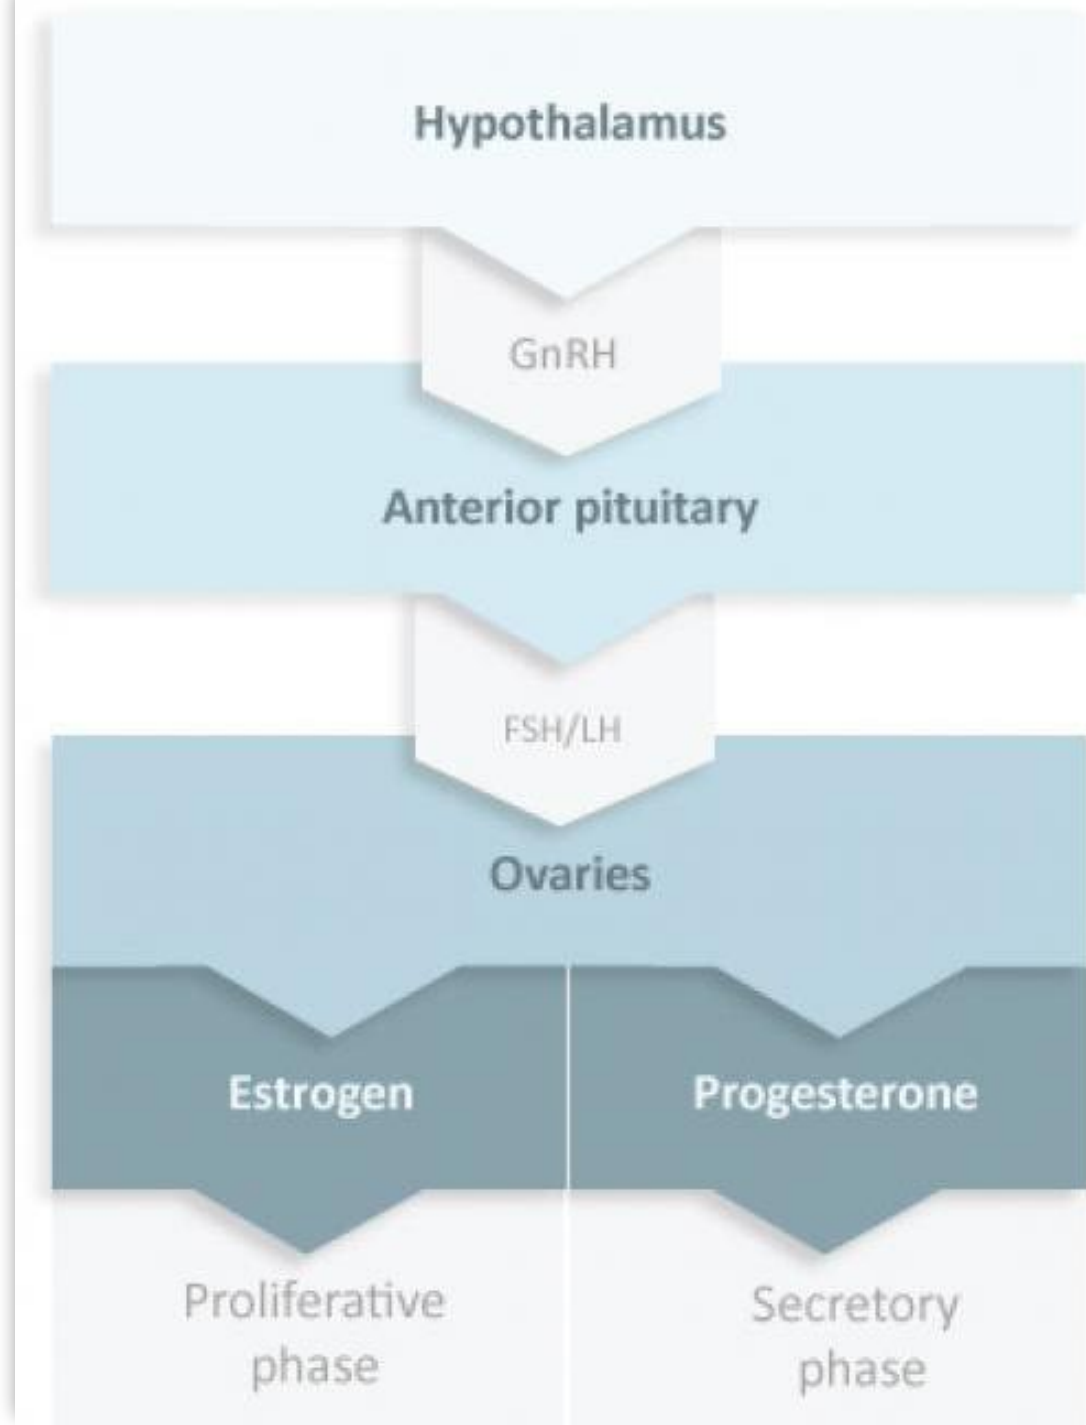 Hypothalamus
GnRH
Anterior pituitary
FSH/LH
Ovaries
Estrogen
Progesterone
Proliferative
phase
Secretory
phase